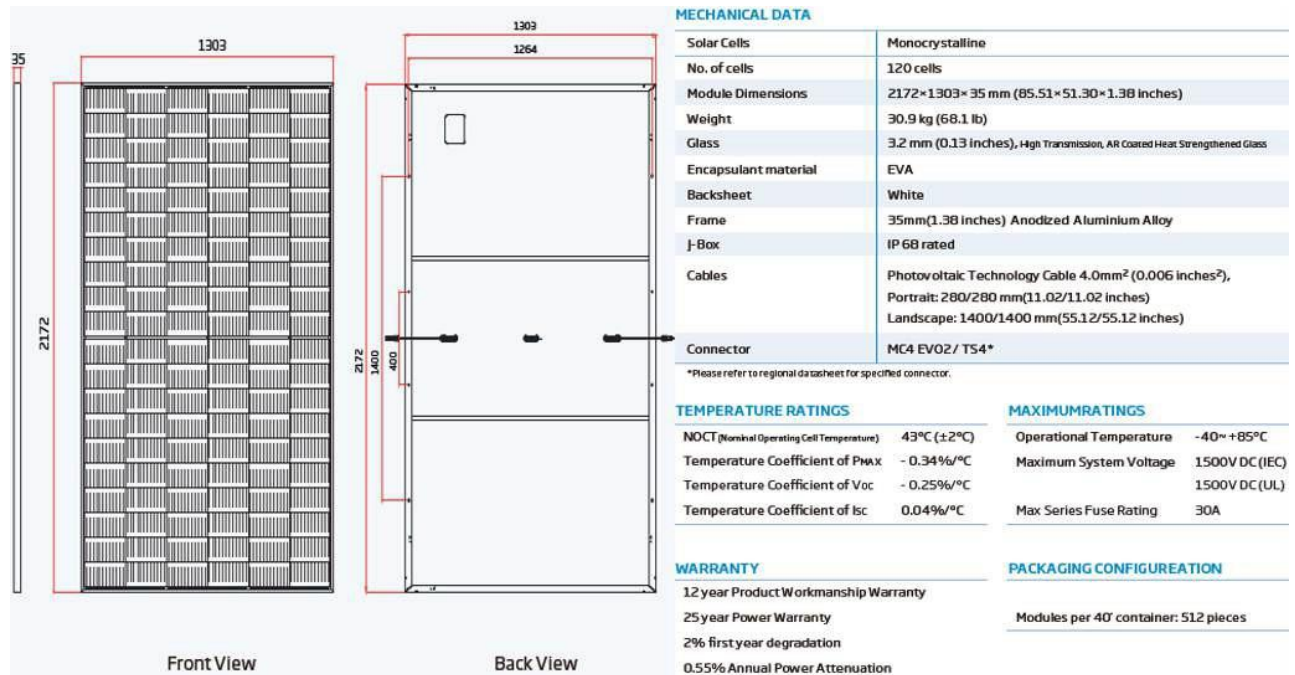 1303
35
2172
Front View
1303
1264
2172
1400
400
Back View
MECHANICAL DATA
Solar Cells Monocrystalline
No. of cells 120 cells
Module Dimensions 2172×1303×35 mm (85.51×51.30×1.38 inches)
Weight 30.9 kg (68.1 lb)
Glass 3.2 mm (0.13 inches), High Transmission, AR Coated Heat Strengthened Glass
Encapsulant material EVA
Backsheet White
Frame 35mm(1.38 inches) Anodized Aluminium Alloy
J-Box IP 68 rated
Cables Photovoltaic Technology Cable 4.0mm² (0.006 inches²),
Portrait: 280/280 mm(11.02/11.02 inches)
Landscape: 1400/1400 mm(55.12/55.12 inches)
Connector MC4 EVO2/ TS4*
*Please refer to regional datasheet for specified connector.
TEMPERATURE RATINGS
NOCT (Nominal Operating Cell Temperature) 43°C (±2°C)
Temperature Coefficient of PMAX - 0.34%/°C
Temperature Coefficient of Voc - 0.25%/°C
Temperature Coefficient of Isc 0.04%/°C
MAXIMUMRATINGS
Operational Temperature -40~+85°C
Maximum System Voltage 1500V DC (IEC)
1500V DC (UL)
Max Series Fuse Rating 30A
WARRANTY
12 year Product Workmanship Warranty
25 year Power Warranty
2% first year degradation
0.55% Annual Power Attenuation
PACKAGING CONFIGUREATION
Modules per 40' container: 512 pieces